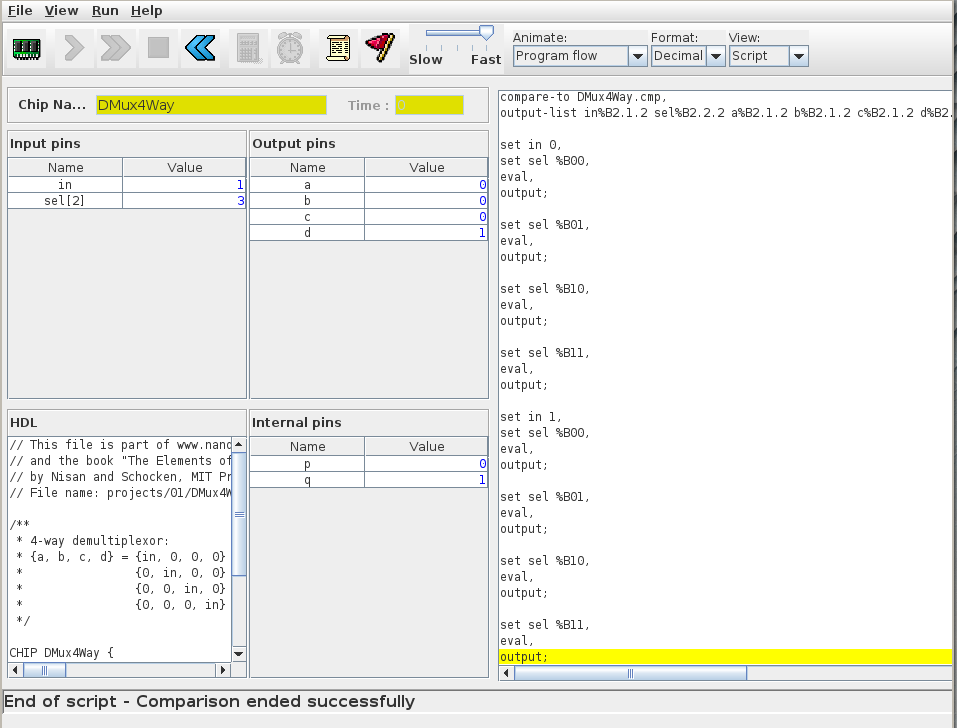 File View Run Help
Slow Fast
Animate:
Program flow
Format:
Decimal
View:
Script
Chip Na... DMux4Way Time : 0
Input pins
Name Value
in 1
sel[2] 3
Output pins
Name Value
a 0
b 0
c 0
d 1
HDL
// This file is part of www.nand
// and the book "The Elements of
// by Nisan and Schocken, MIT Pr
// File name: projects/01/DMux4W
/**
* 4-way demultiplexor:
* {a, b, c, d} = {in, 0, 0, 0}
* {0, in, 0, 0}
* {0, 0, in, 0}
* {0, 0, 0, in}
*/
CHIP DMux4Way {
Internal pins
Name Value
p 0
q 1
compare-to DMux4Way.cmp,
output-list in%B2.1.2 sel%B2.2.2 a%B2.1.2 b%B2.1.2 c%B2.1.2 d%B2.
set in 0,
set sel %B00,
eval,
output;
set sel %B01,
eval,
output;
set sel %B10,
eval,
output;
set sel %B11,
eval,
output;
set in 1,
set sel %B00,
eval,
output;
set sel %B01,
eval,
output;
set sel %B10,
eval,
output;
set sel %B11,
eval,
output;
End of script - Comparison ended successfully